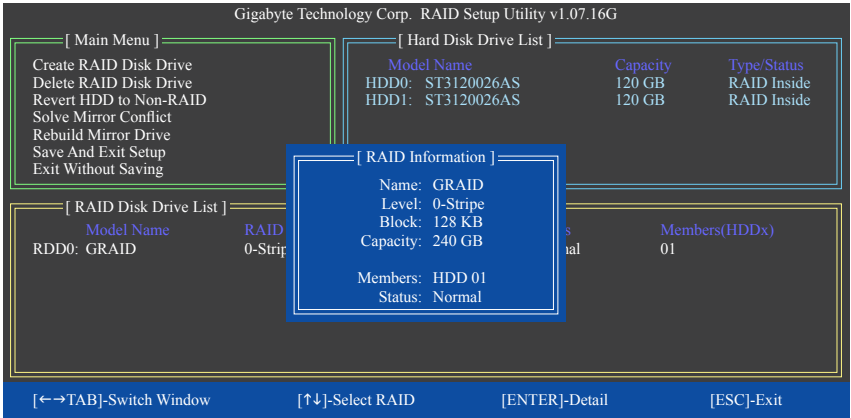 Gigabyte Technology Corp. RAID Setup Utility v1.07.16G
[ Main Menu ]
Create RAID Disk Drive
Delete RAID Disk Drive
Revert HDD to Non-RAID
Solve Mirror Conflict
Rebuild Mirror Drive
Save And Exit Setup
Exit Without Saving
[ Hard Disk Drive List ]
Model Name Capacity Type/Status
HDD0: ST3120026AS 120 GB RAID Inside
HDD1: ST3120026AS 120 GB RAID Inside
[ RAID Information ]
Name: GRAID
Level: 0-Stripe
Block: 128 KB
Capacity: 240 GB
Members: HDD 01
Status: Normal
[ RAID Disk Drive List ]
Model Name RAID Members(HDDx)
RDD0: GRAID 0-Strip 01
[←→TAB]-Switch Window [↑↓]-Select RAID [ENTER]-Detail [ESC]-Exit